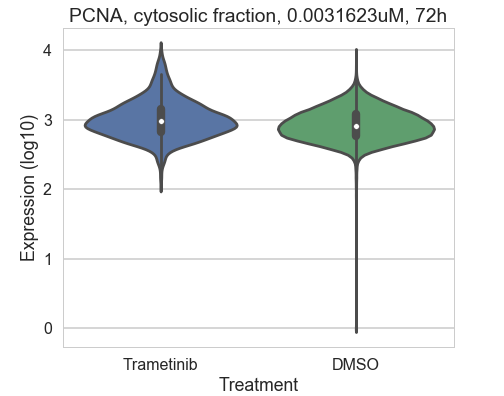 PCNA, cytosolic fraction, 0.0031623uM, 72h
4
3
2
1
0
Expression (log10)
Trametinib DMSO
Treatment